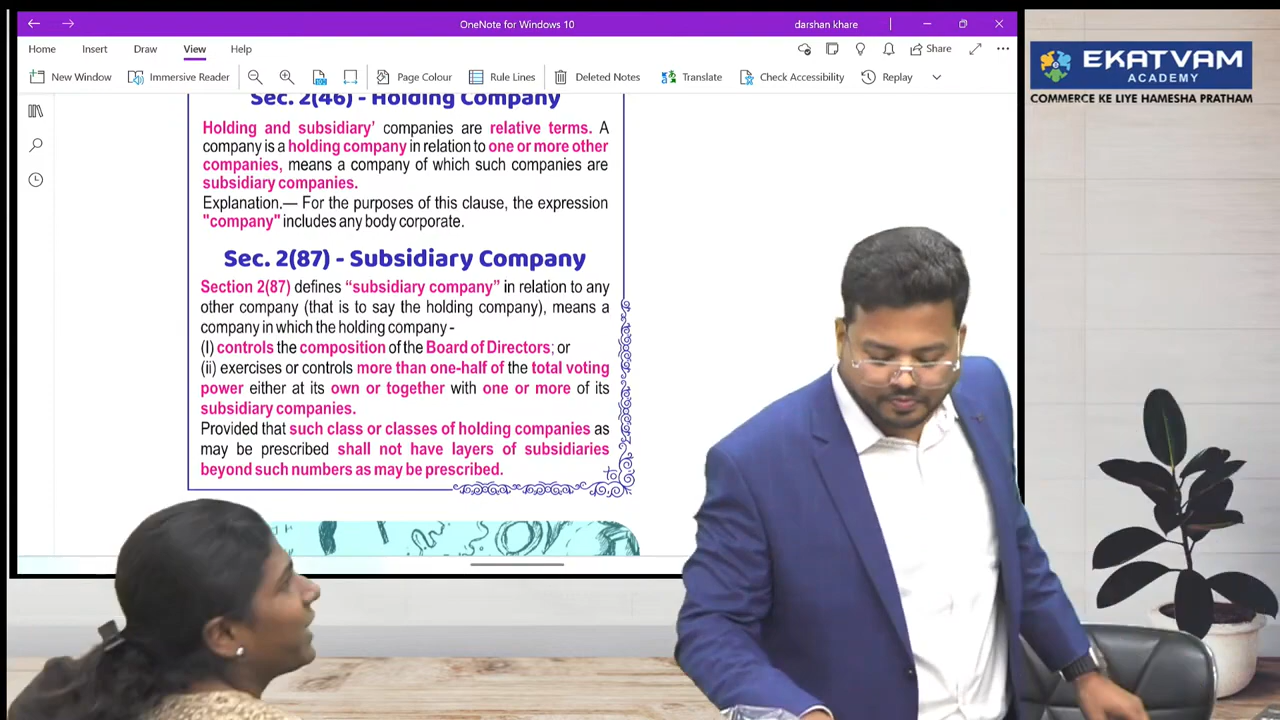 OneNote for Windows 10
darshan khare
Home Insert Draw View Help
Share
New Window Immersive Reader Page Colour Rule Lines Deleted Notes Translate Check Accessibility Replay
EKATVAM
ACADEMY
COMMERCE KE LIYE HAMESHA PRATHAM
Sec. 2(46) - Holding Company
Holding and subsidiary’ companies are relative terms. A
company is a holding company in relation to one or more other
companies, means a company of which such companies are
subsidiary companies.
Explanation.— For the purposes of this clause, the expression
"company" includes any body corporate.
Sec. 2(87) - Subsidiary Company
Section 2(87) defines “subsidiary company” in relation to any
other company (that is to say the holding company), means a
company in which the holding company -
(I) controls the composition of the Board of Directors; or
(ii) exercises or controls more than one-half of the total voting
power either at its own or together with one or more of its
subsidiary companies.
Provided that such class or classes of holding companies as
may be prescribed shall not have layers of subsidiaries
beyond such numbers as may be prescribed.